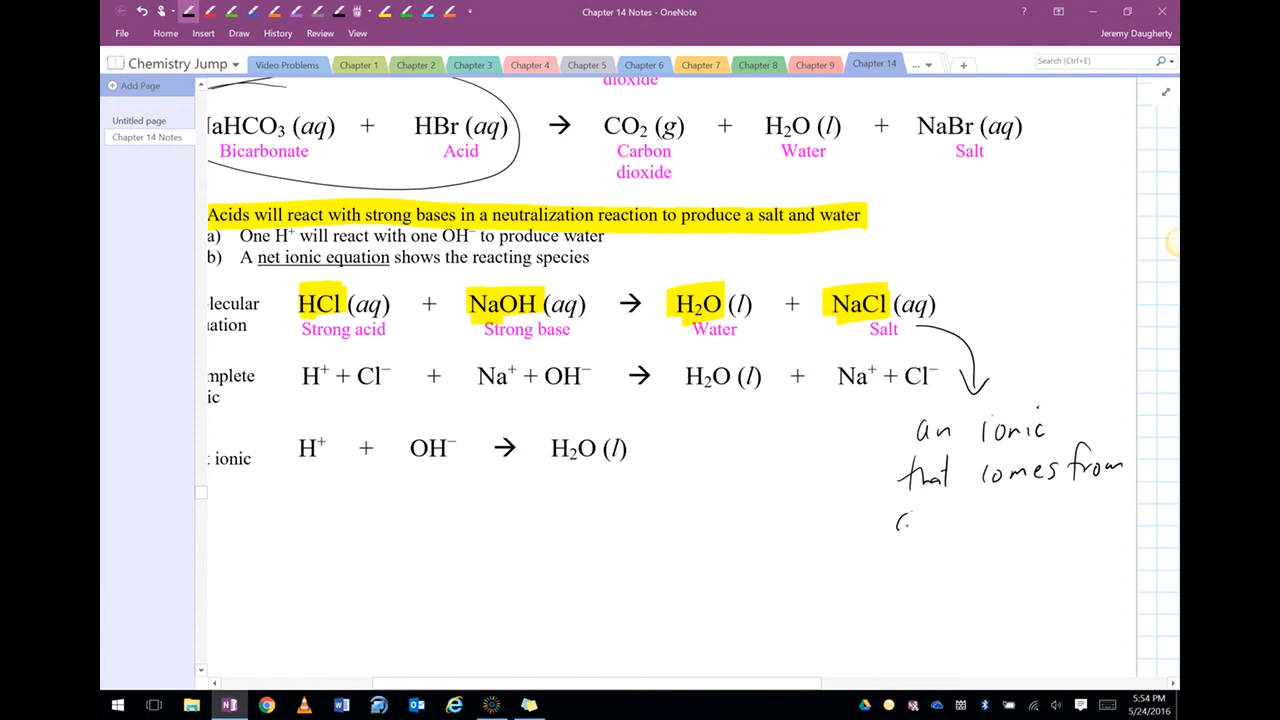 Chapter 14 Notes - OneNote
?
File Home Insert Draw History Review View
Jeremy Daugherty
Chemistry Jump
Video Problems Chapter 1 Chapter 2 Chapter 3 Chapter 4 Chapter 5 Chapter 6 Chapter 7 Chapter 8 Chapter 9 Chapter 14 ... +
Search (Ctrl+E)
Add Page
Untitled page
Chapter 14 Notes
dioxide
NaHCO₃ (aq) + HBr (aq) → CO₂ (g) + H₂O (l) + NaBr (aq)
Bicarbonate Acid Carbon Water Salt
dioxide
Acids will react with strong bases in a neutralization reaction to produce a salt and water
a) One H⁺ will react with one OH⁻ to produce water
b) A net ionic equation shows the reacting species
olecular HCl (aq) + NaOH (aq) → H₂O (l) + NaCl (aq)
uation Strong acid Strong base Water Salt
mplete H⁺ + Cl⁻ + Na⁺ + OH⁻ → H₂O (l) + Na⁺ + Cl⁻
ic
t ionic H⁺ + OH⁻ → H₂O (l)
an ionic
that comes from
5:54 PM
5/24/2016